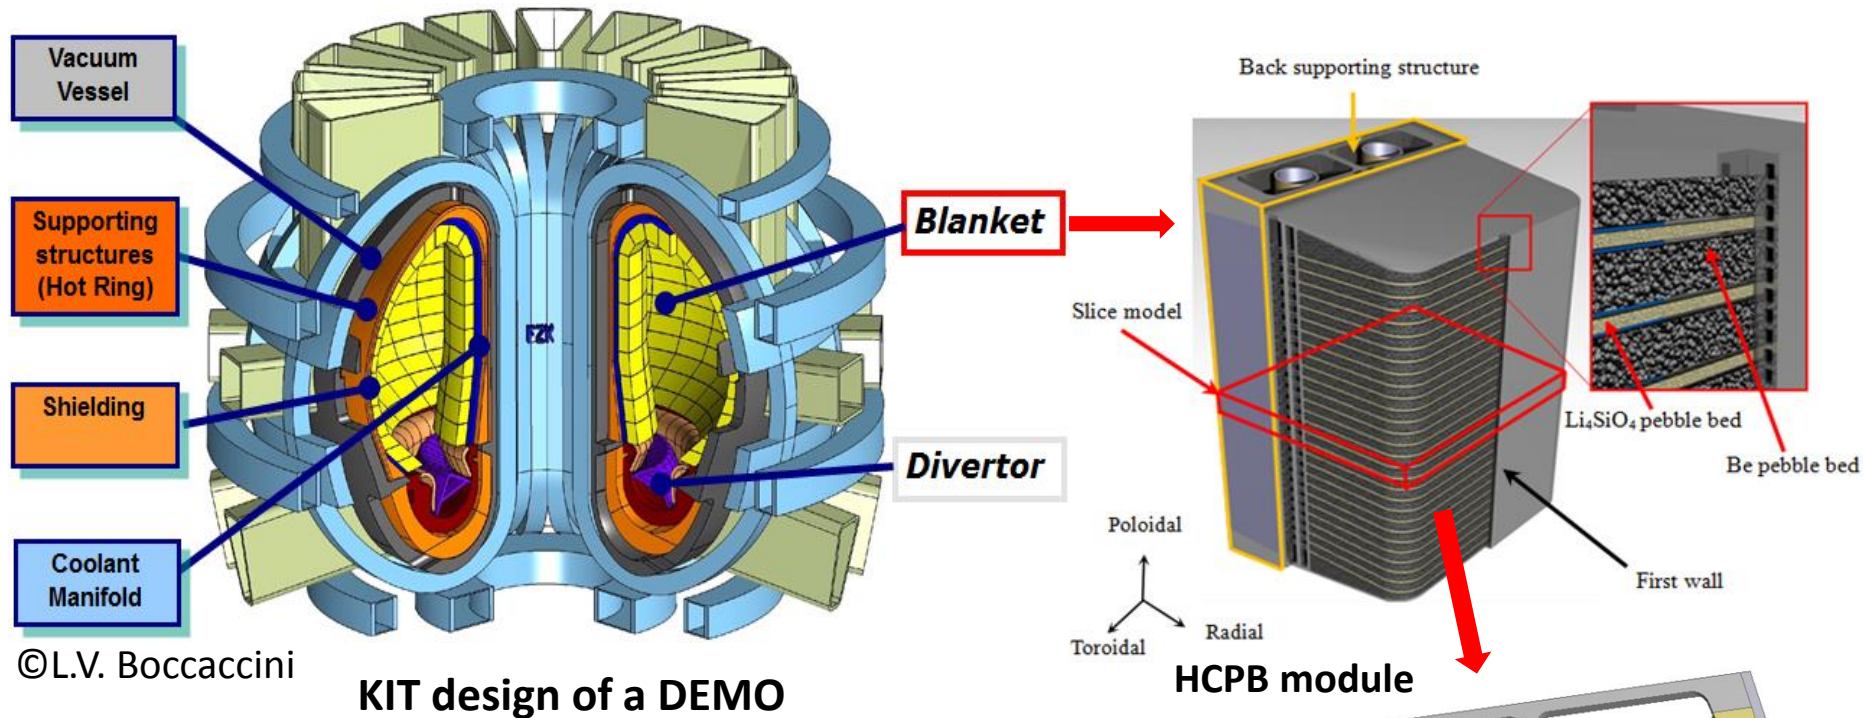 Vacuum
Vessel
Supporting
structures
(Hot Ring)
Shielding
Coolant
Manifold
FZK
Blanket
Divertor
©L.V. Boccaccini
KIT design of a DEMO
Back supporting structure
Slice model
Li₄SiO₄ pebble bed
Be pebble bed
First wall
Poloidal
Radial
Toroidal
HCPB module